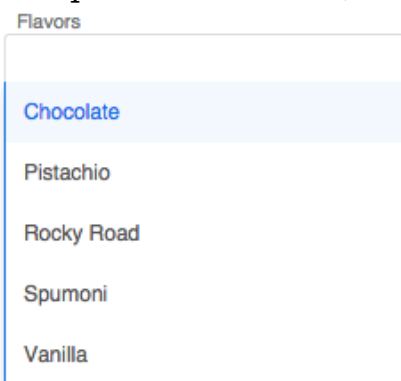 Flavors
Chocolate
Pistachio
Rocky Road
Spumoni
Vanilla